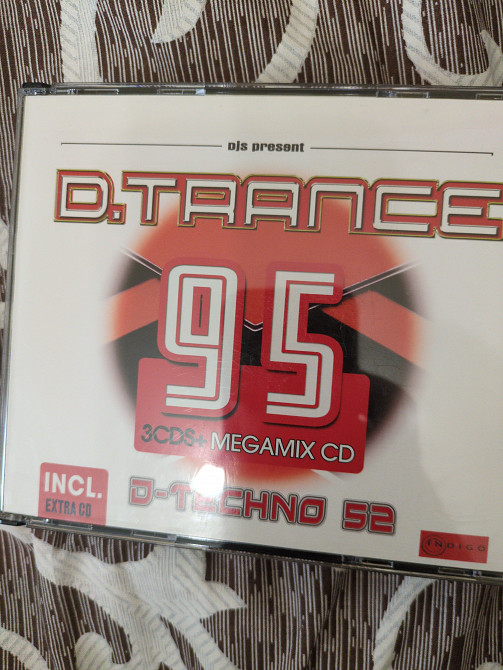 DJs present
D.TRANCE
95
3CDS+ MEGAMIX CD
INCL.
EXTRA CD
D-TECHNO 52
INDIGO